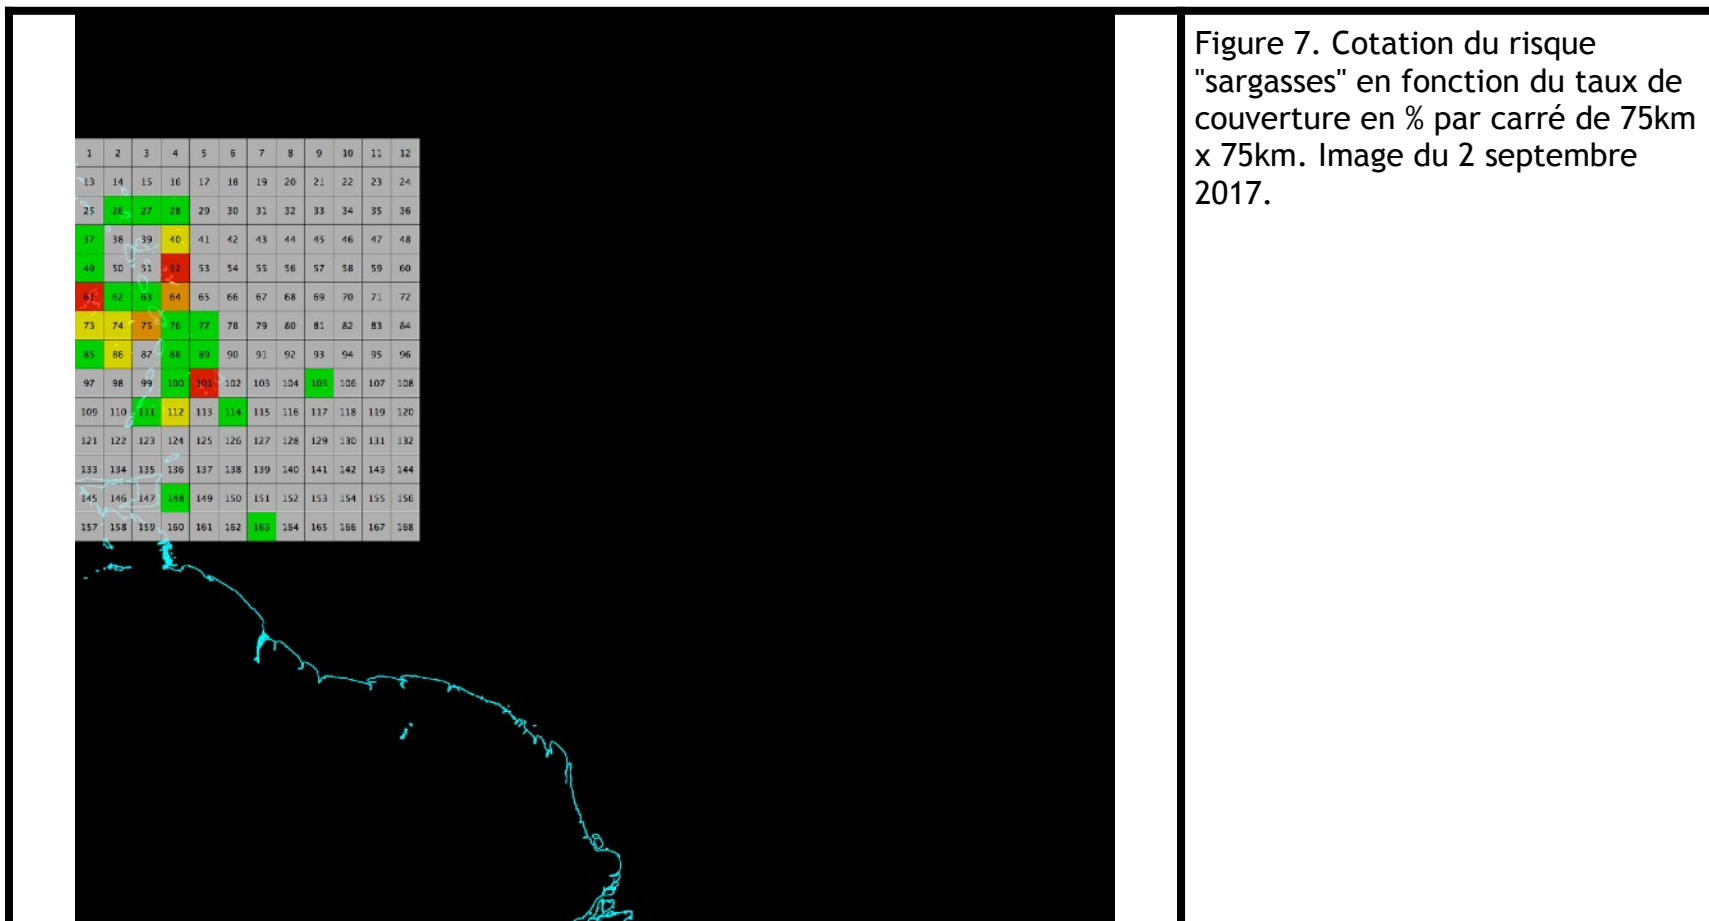 Figure 7. Cotation du risque
"sargasses" en fonction du taux de
couverture en % par carré de 75km
x 75km. Image du 2 septembre
2017.
1 2 3 4 5 6 7 8 9 10 11 12
13 14 15 16 17 18 19 20 21 22 23 24
25 26 27 28 29 30 31 32 33 34 35 36
37 38 39 40 41 42 43 44 45 46 47 48
49 50 51 52 53 54 55 56 57 58 59 60
61 62 63 64 65 66 67 68 69 70 71 72
73 74 75 76 77 78 79 80 81 82 83 84
85 86 87 88 89 90 91 92 93 94 95 96
97 98 99 100 101 102 103 104 105 106 107 108
109 110 111 112 113 114 115 116 117 118 119 120
121 122 123 124 125 126 127 128 129 130 131 132
133 134 135 136 137 138 139 140 141 142 143 144
145 146 147 148 149 150 151 152 153 154 155 156
157 158 159 160 161 162 163 164 165 166 167 168